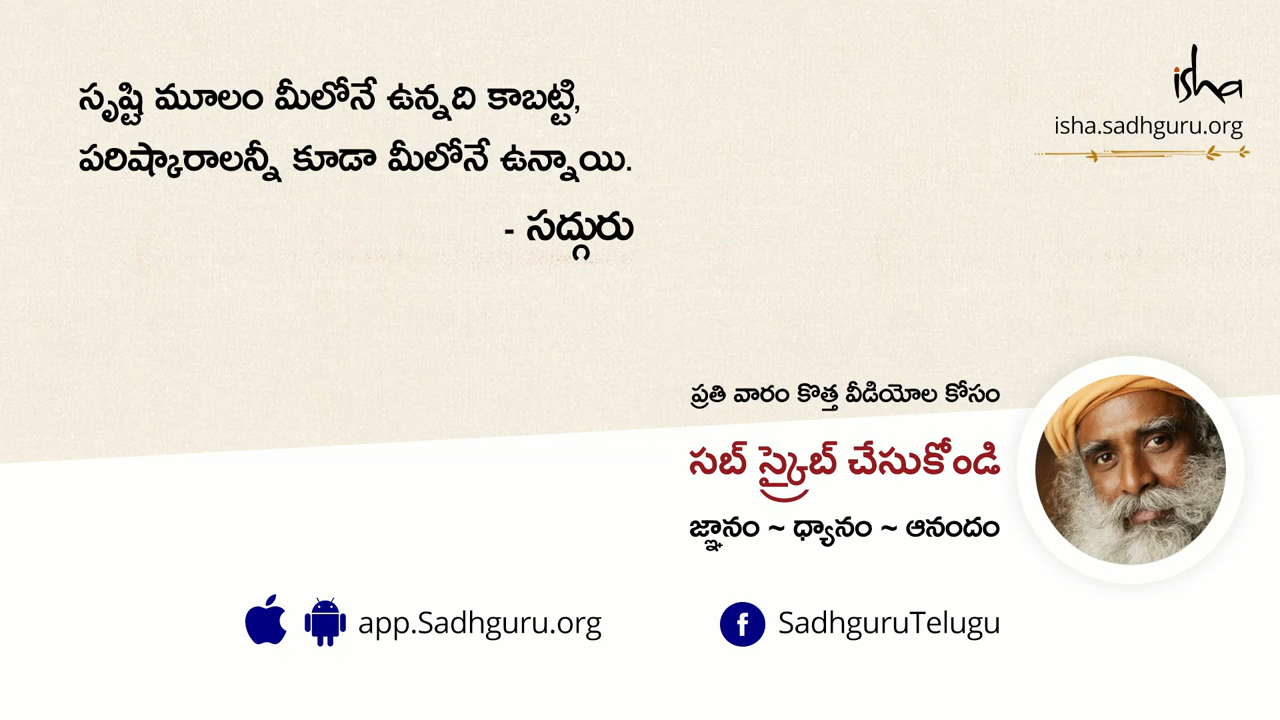 సృష్టి మూలం మీలోనే ఉన్నది కాబట్టి,
పరిష్కారాలన్నీ కూడా మీలోనే ఉన్నాయి.
- సద్గురు
isha
isha.sadhguru.org
ప్రతి వారం కొత్త వీడియోల కోసం
సబ్ స్క్రైబ్ చేసుకోండి
జ్ఞానం ~ ధ్యానం ~ ఆనందం
app.Sadhguru.org
SadhguruTelugu